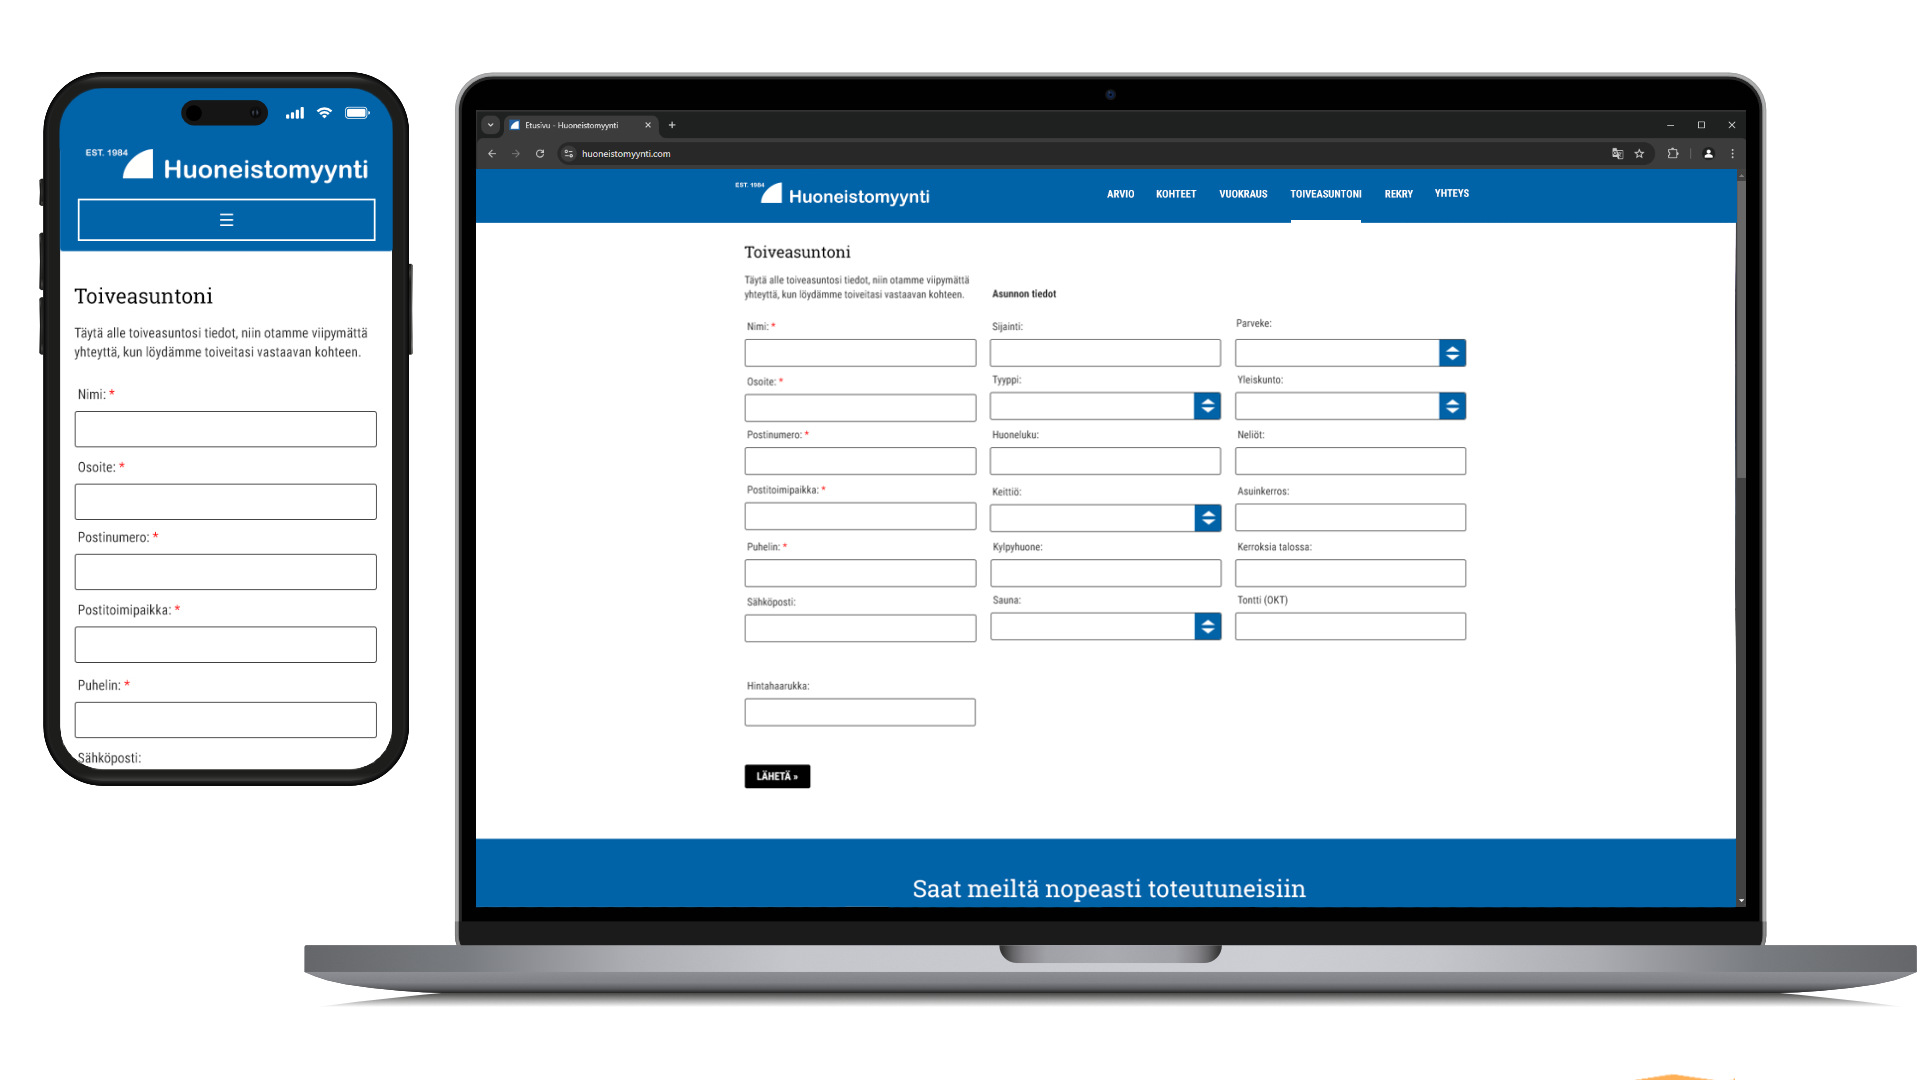 EST. 1984
Huoneistomyynti
☰
Toiveasuntoni
Täytä alle toiveasuntosi tiedot, niin otamme viipymättä
yhteyttä, kun löydämme toiveitasi vastaavan kohteen.
Nimi: *
Osoite: *
Postinumero: *
Postitoimipaikka: *
Puhelin: *
Sähköposti:
Etusivu - Huoneistomyynti
huoneistomyynti.com
EST. 1984
Huoneistomyynti
ARVIO KOHTEET VUOKRAUS TOIVEASUNTONI REKRY YHTEYS
Toiveasuntoni
Täytä alle toiveasuntosi tiedot, niin otamme viipymättä
yhteyttä, kun löydämme toiveitasi vastaavan kohteen.
Nimi: *
Osoite: *
Postinumero: *
Postitoimipaikka: *
Puhelin: *
Sähköposti:
Hintahaarukka:
Asunnon tiedot
Sijainti:
Tyyppi:
Huoneluku:
Keittiö:
Kylpyhuone:
Sauna:
Parveke:
Yleiskunto:
Neliöt:
Asuinkerros:
Kerroksia talossa:
Tontti (OKT)
LÄHETÄ »
Saat meiltä nopeasti toteutuneisiin